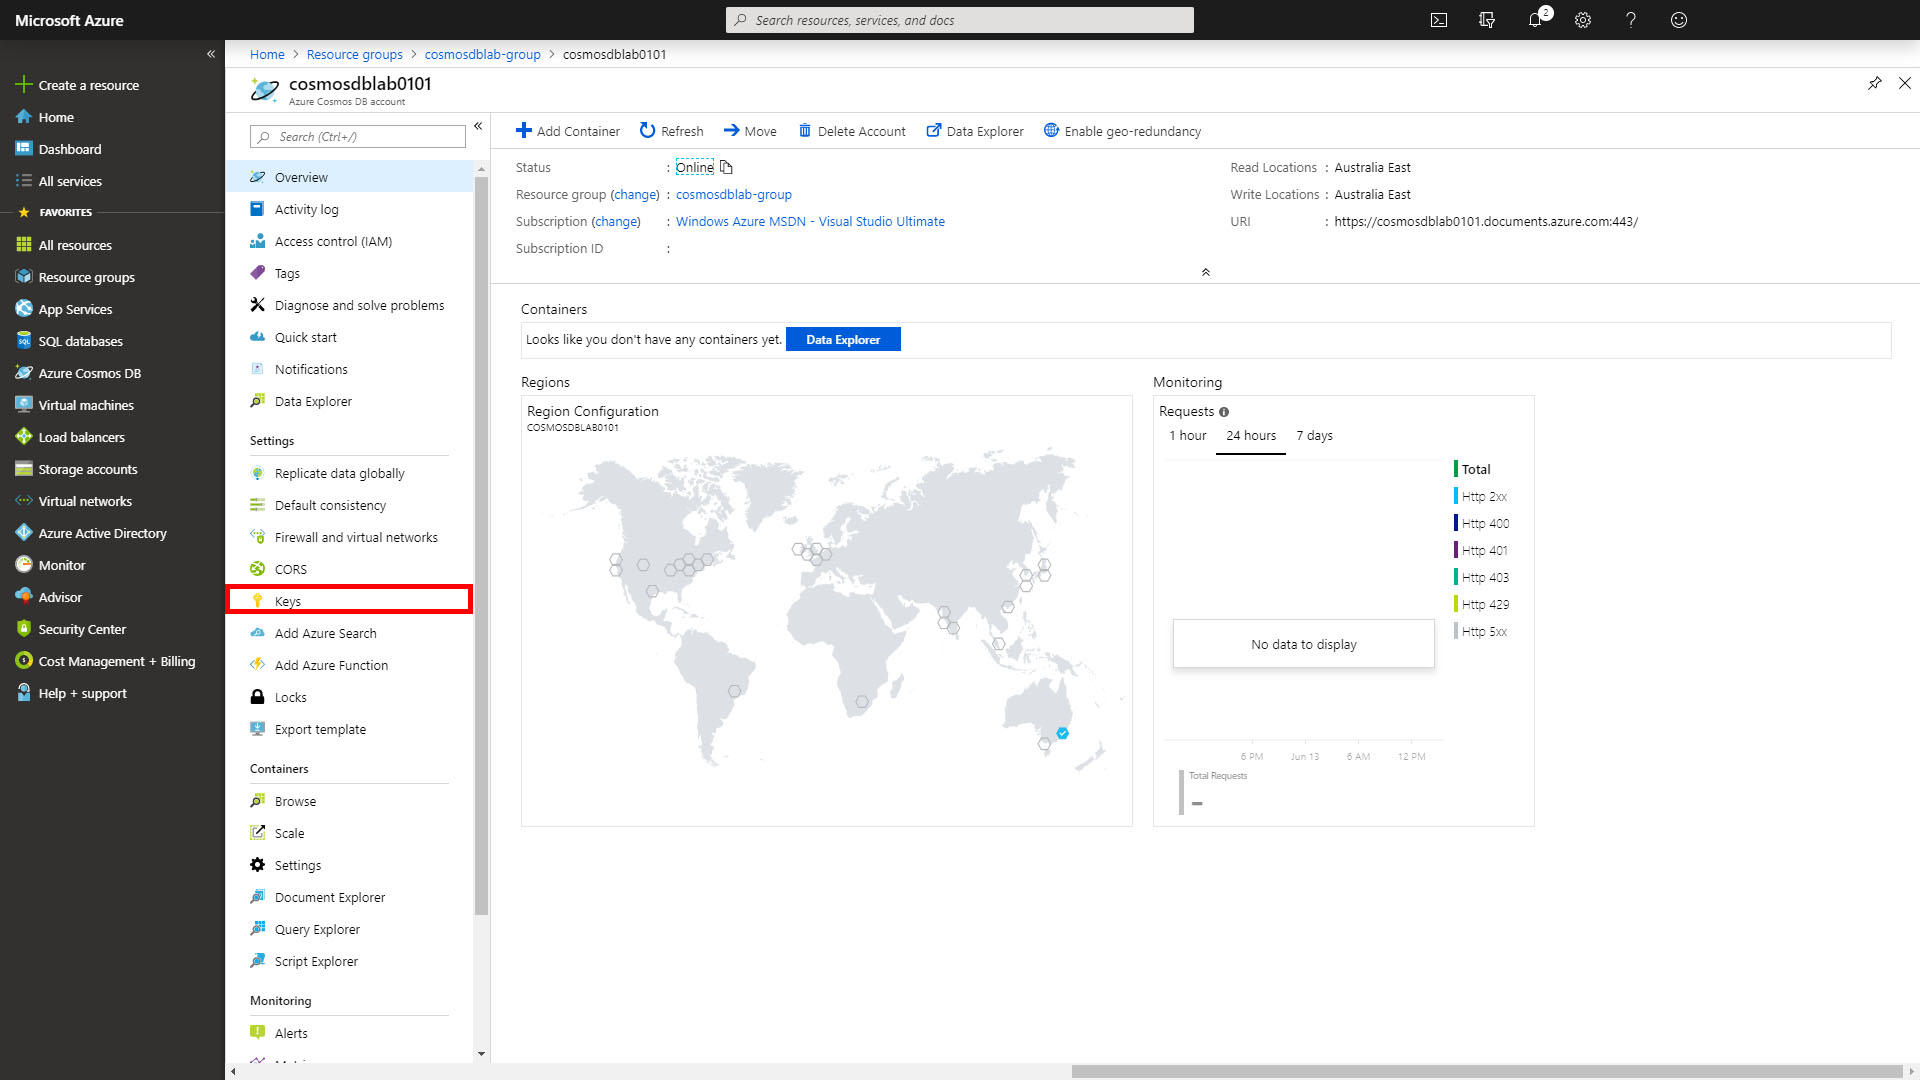 Microsoft Azure
Search resources, services, and docs
2
Create a resource
Home
Dashboard
All services
FAVORITES
All resources
Resource groups
App Services
SQL databases
Azure Cosmos DB
Virtual machines
Load balancers
Storage accounts
Virtual networks
Azure Active Directory
Monitor
Advisor
Security Center
Cost Management + Billing
Help + support
Home > Resource groups > cosmosdblab-group > cosmosdblab0101
cosmosdblab0101
Azure Cosmos DB account
Search (Ctrl+/)
Overview
Activity log
Access control (IAM)
Tags
Diagnose and solve problems
Quick start
Notifications
Data Explorer
Settings
Replicate data globally
Default consistency
Firewall and virtual networks
CORS
Keys
Add Azure Search
Add Azure Function
Locks
Export template
Containers
Browse
Scale
Settings
Document Explorer
Query Explorer
Script Explorer
Monitoring
Alerts
Add Container Refresh Move Delete Account Data Explorer Enable geo-redundancy
Status : Online
Resource group (change) : cosmosdblab-group
Subscription (change) : Windows Azure MSDN - Visual Studio Ultimate
Subscription ID :
Read Locations : Australia East
Write Locations : Australia East
URI : https://cosmosdblab0101.documents.azure.com:443/
Containers
Looks like you don't have any containers yet. Data Explorer
Regions
Region Configuration
COSMOSDBLAB0101
Monitoring
Requests
1 hour 24 hours 7 days
Total
Http 2xx
Http 400
Http 401
Http 403
Http 429
Http 5xx
No data to display
6 PM Jun 13 6 AM 12 PM
Total Requests
--